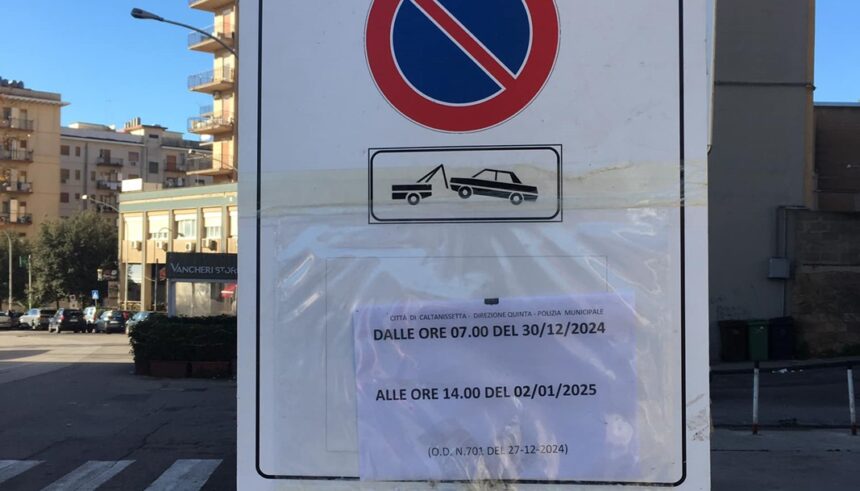 VANCHERI STORE
CITTÀ DI CALTANISSETTA - DIREZIONE QUINTA - POLIZIA MUNICIPALE
DALLE ORE 07.00 DEL 30/12/2024
ALLE ORE 14.00 DEL 02/01/2025
(O.D. N.701 DEL 27-12-2024)